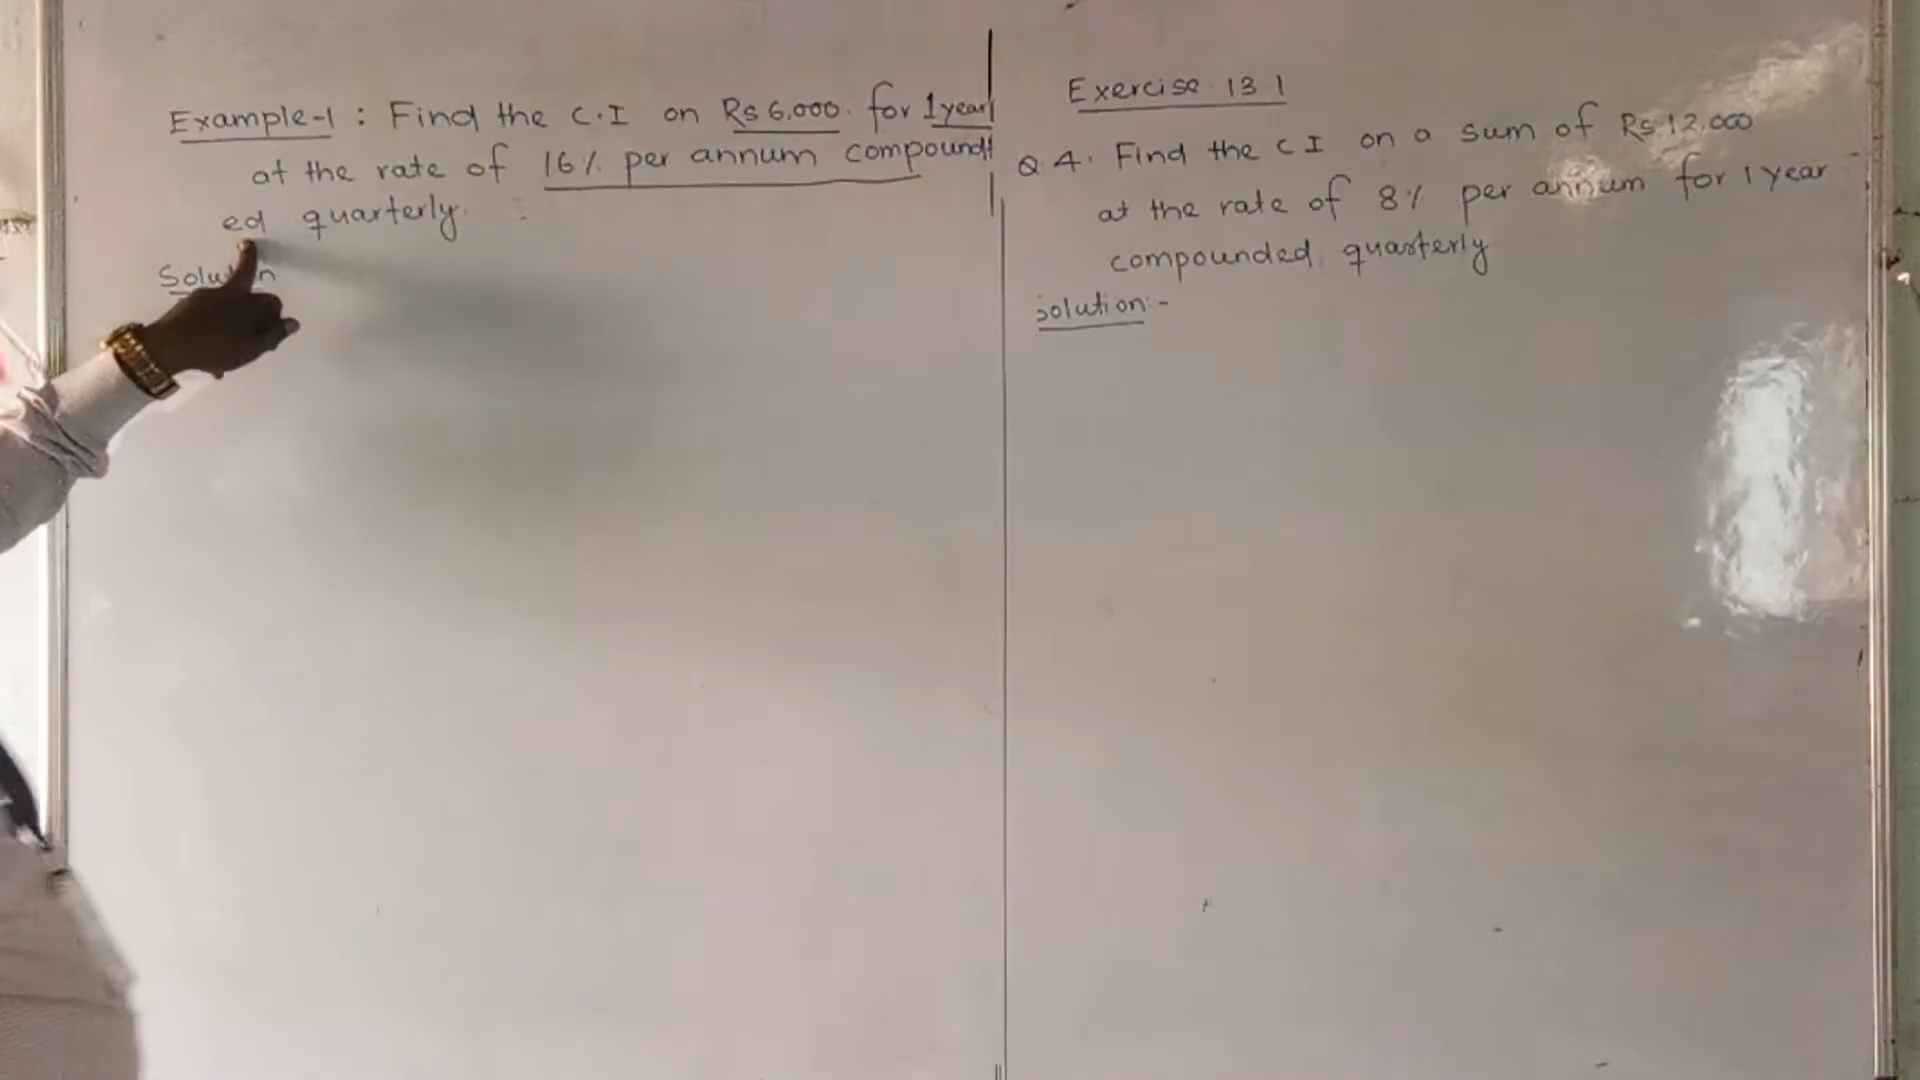 Example-1 : Find the C.I on Rs 6,000. for 1 year
at the rate of 16% per annum compound
ed quarterly.
Solution
Exercise 13.1
Q.4. Find the C I on a sum of Rs 12,000
at the rate of 8% per annum for 1 year
compounded quarterly
Solution:-